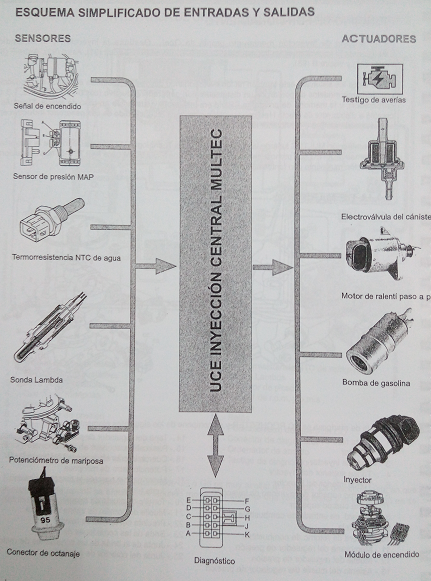 ESQUEMA SIMPLIFICADO DE ENTRADAS Y SALIDAS
SENSORES
ACTUADORES
Señal de encendido
Sensor de presión MAP
Termorresistencia NTC de agua
Sonda Lambda
Potenciómetro de mariposa
95
Conector de octanaje
UCE INYECCIÓN CENTRAL MULTEC
E
D
C
B
A
F
G
H
J
K
Diagnóstico
Testigo de averías
Electroválvula del cániste
Motor de ralentí paso a p
Bomba de gasolina
Inyector
Módulo de encendido